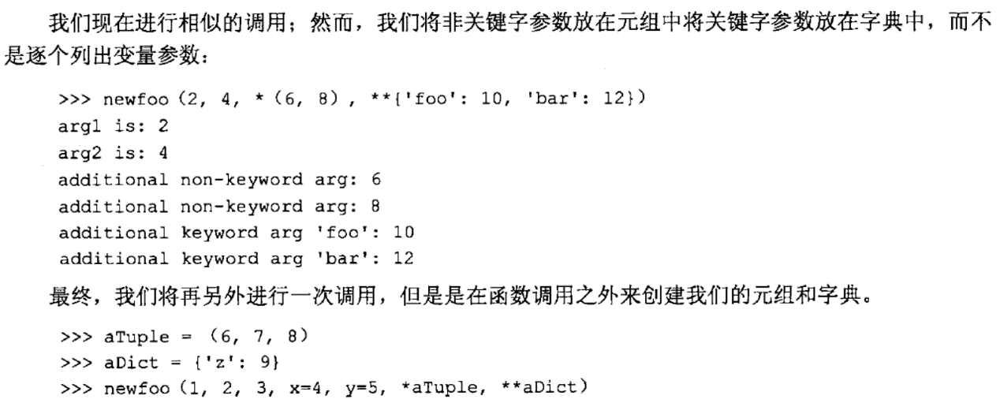 我们现在进行相似的调用；然而，我们将非关键字参数放在元组中将关键字参数放在字典中，而不
是逐个列出变量参数：
>>> newfoo (2, 4, * (6, 8) , **{'foo': 10, 'bar': 12})
arg1 is: 2
arg2 is: 4
additional non-keyword arg: 6
additional non-keyword arg: 8
additional keyword arg 'foo': 10
additional keyword arg 'bar': 12
最终，我们将再另外进行一次调用，但是是在函数调用之外来创建我们的元组和字典。
>>> aTuple = (6, 7, 8)
>>> aDict = {'z': 9}
>>> newfoo (1, 2, 3, x=4, y=5, *aTuple, **aDict)